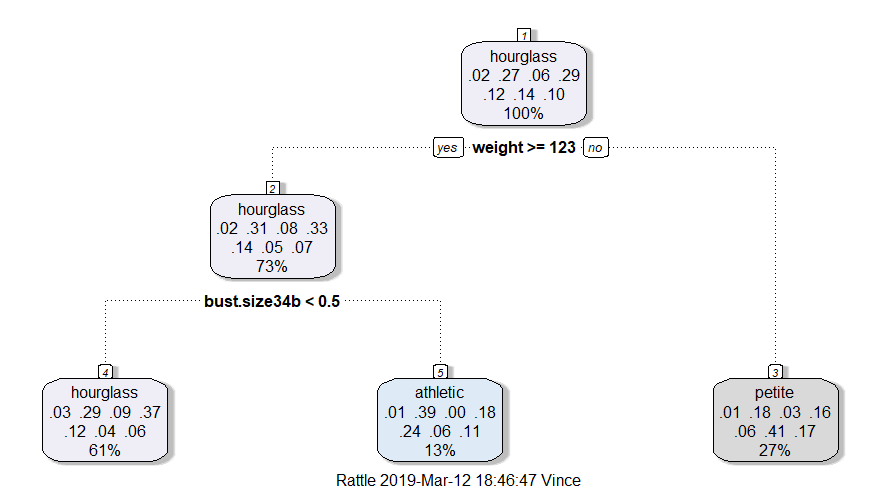 1
hourglass
.02 .27 .06 .29
.12 .14 .10
100%
yes weight >= 123 no
2
hourglass
.02 .31 .08 .33
.14 .05 .07
73%
bust.size34b < 0.5
4
hourglass
.03 .29 .09 .37
.12 .04 .06
61%
5
athletic
.01 .39 .00 .18
.24 .06 .11
13%
3
petite
.01 .18 .03 .16
.06 .41 .17
27%
Rattle 2019-Mar-12 18:46:47 Vince